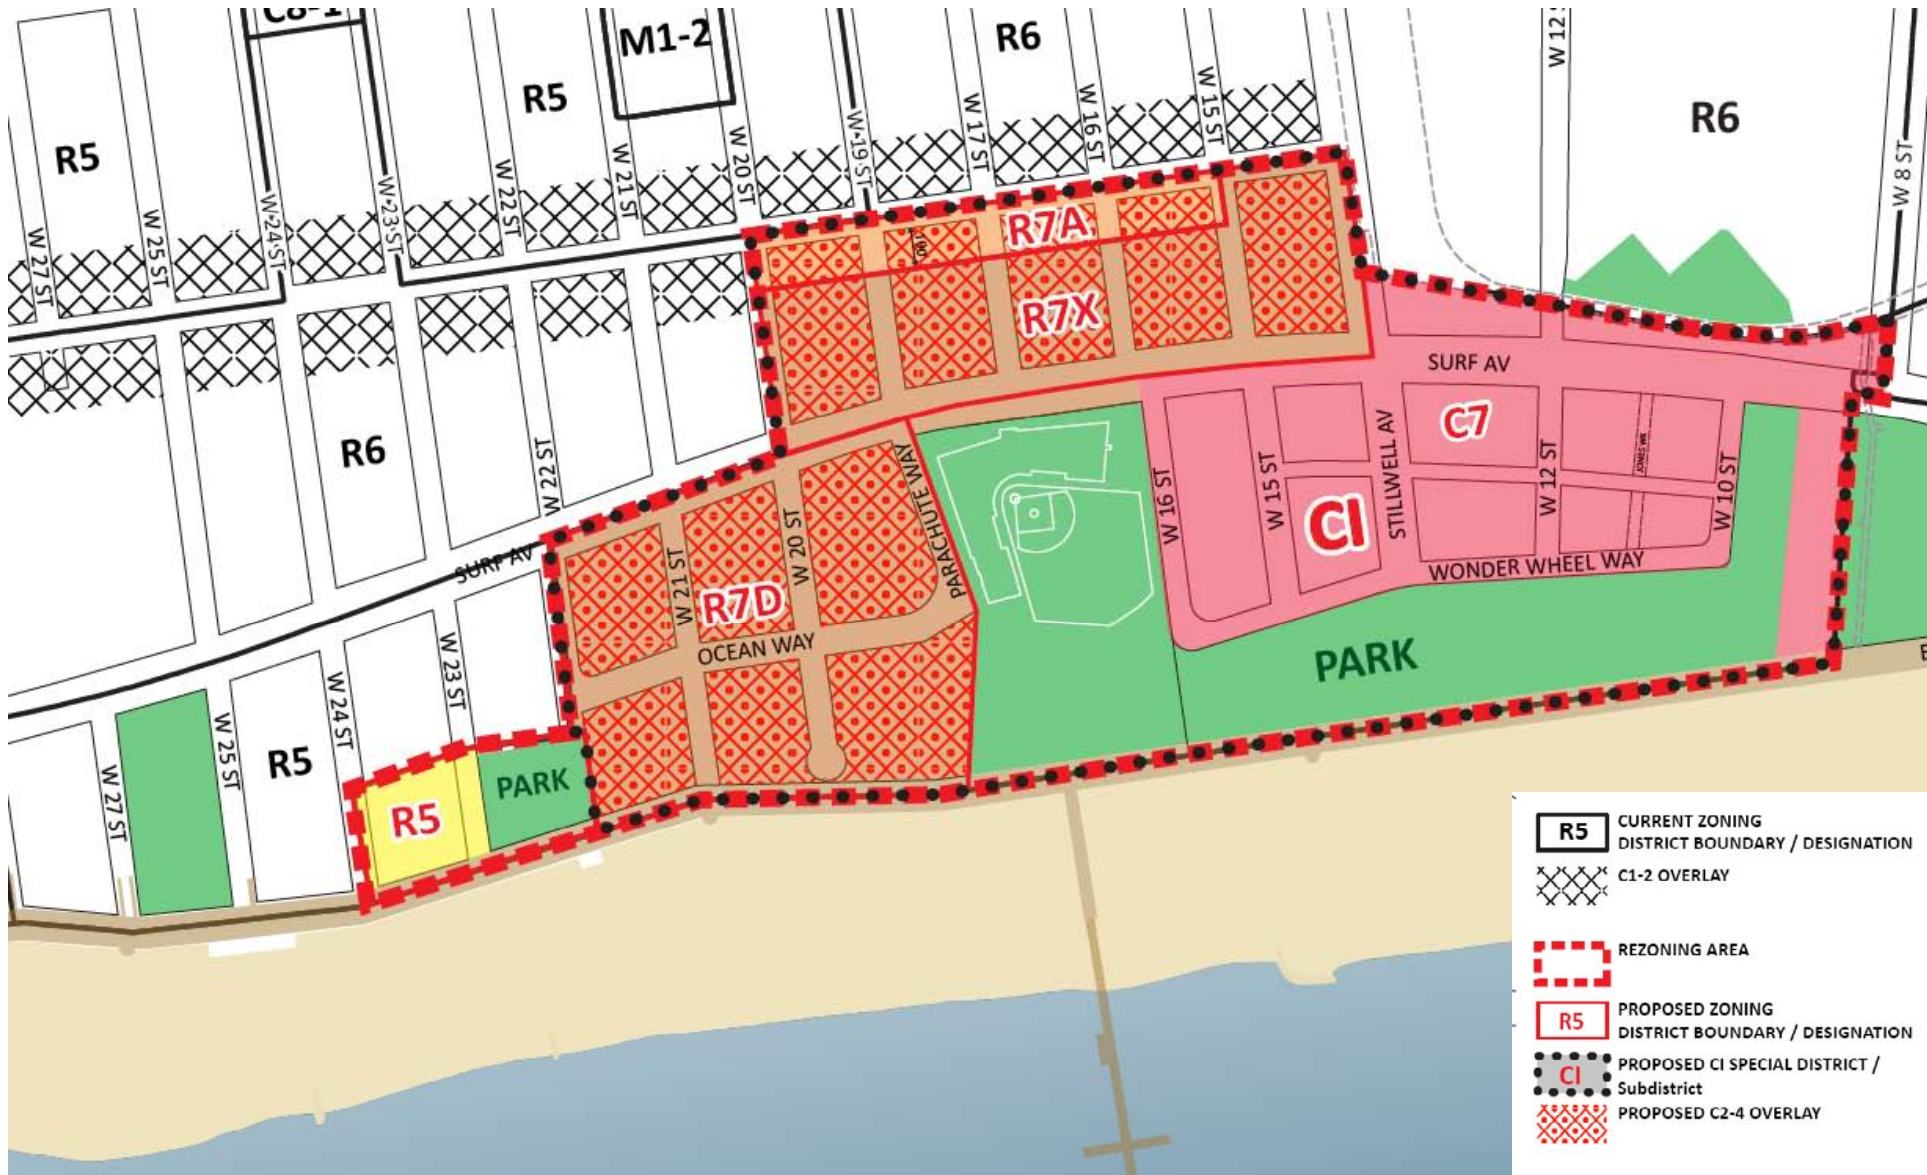 C8-1
M1-2
R6
W 12 S
R5
R6
R5
W 8 ST
W 15 ST
W 16 ST
W 17 ST
W 19 ST
W 20 ST
W 21 ST
W 22 ST
W 23 ST
W 24 ST
W 25 ST
W 27 ST
R7A
100
R7X
SURF AV
C7
R6
W 22 ST
PARACHUTE WAY
W 16 ST
W 15 ST
STILLWELL AV
W 12 ST
JONES WK
W 10 ST
CI
SURF AV
W 21 ST
W 20 ST
R7D
WONDER WHEEL WAY
OCEAN WAY
PARK
W 23 ST
W 24 ST
W 25 ST
W 27 ST
R5
PARK
R5
R5
CURRENT ZONING
DISTRICT BOUNDARY / DESIGNATION
C1-2 OVERLAY
REZONING AREA
R5
PROPOSED ZONING
DISTRICT BOUNDARY / DESIGNATION
CI
PROPOSED CI SPECIAL DISTRICT /
Subdistrict
PROPOSED C2-4 OVERLAY